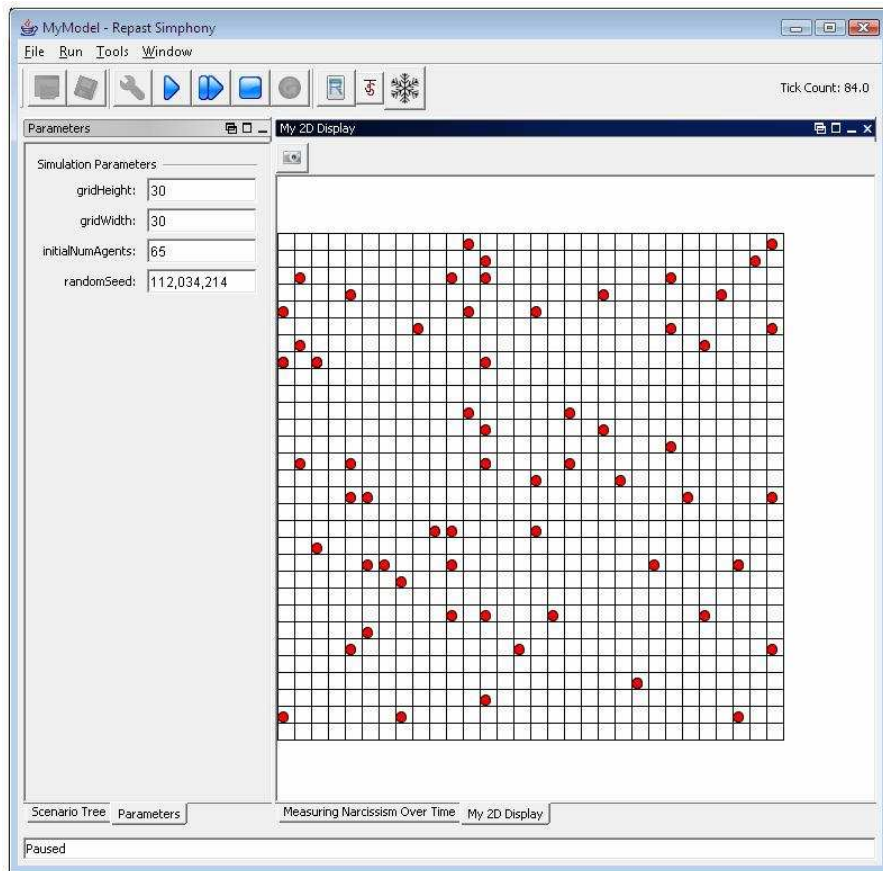 MyModel - Repast Simphony
File Run Tools Window
Tick Count: 84.0
Parameters
My 2D Display
Simulation Parameters
gridHeight: 30
gridWidth: 30
initialNumAgents: 65
randomSeed: 112,034,214
Scenario Tree Parameters
Measuring Narcissism Over Time My 2D Display
Paused